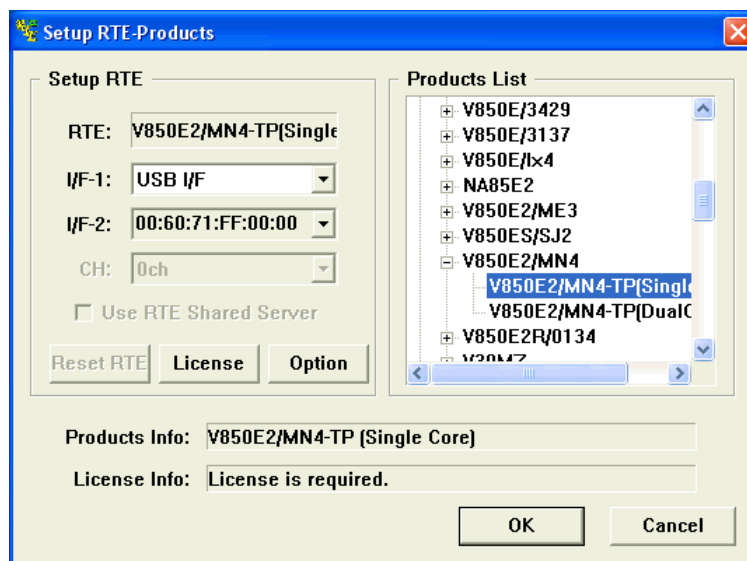 Setup RTE-Products
Setup RTE
RTE:
V850E2/MN4-TP(Single
I/F-1:
USB I/F
I/F-2:
00:60:71:FF:00:00
CH:
0ch
Use RTE Shared Server
Reset RTE
License
Option
Products List
V850E/3429
V850E/3137
V850E/Ix4
NA85E2
V850E2/ME3
V850ES/SJ2
V850E2/MN4
V850E2/MN4-TP(Singl
V850E2/MN4-TP(DualC
V850E2R/0134
V30MZ
Products Info:
V850E2/MN4-TP (Single Core)
License Info:
License is required.
OK
Cancel